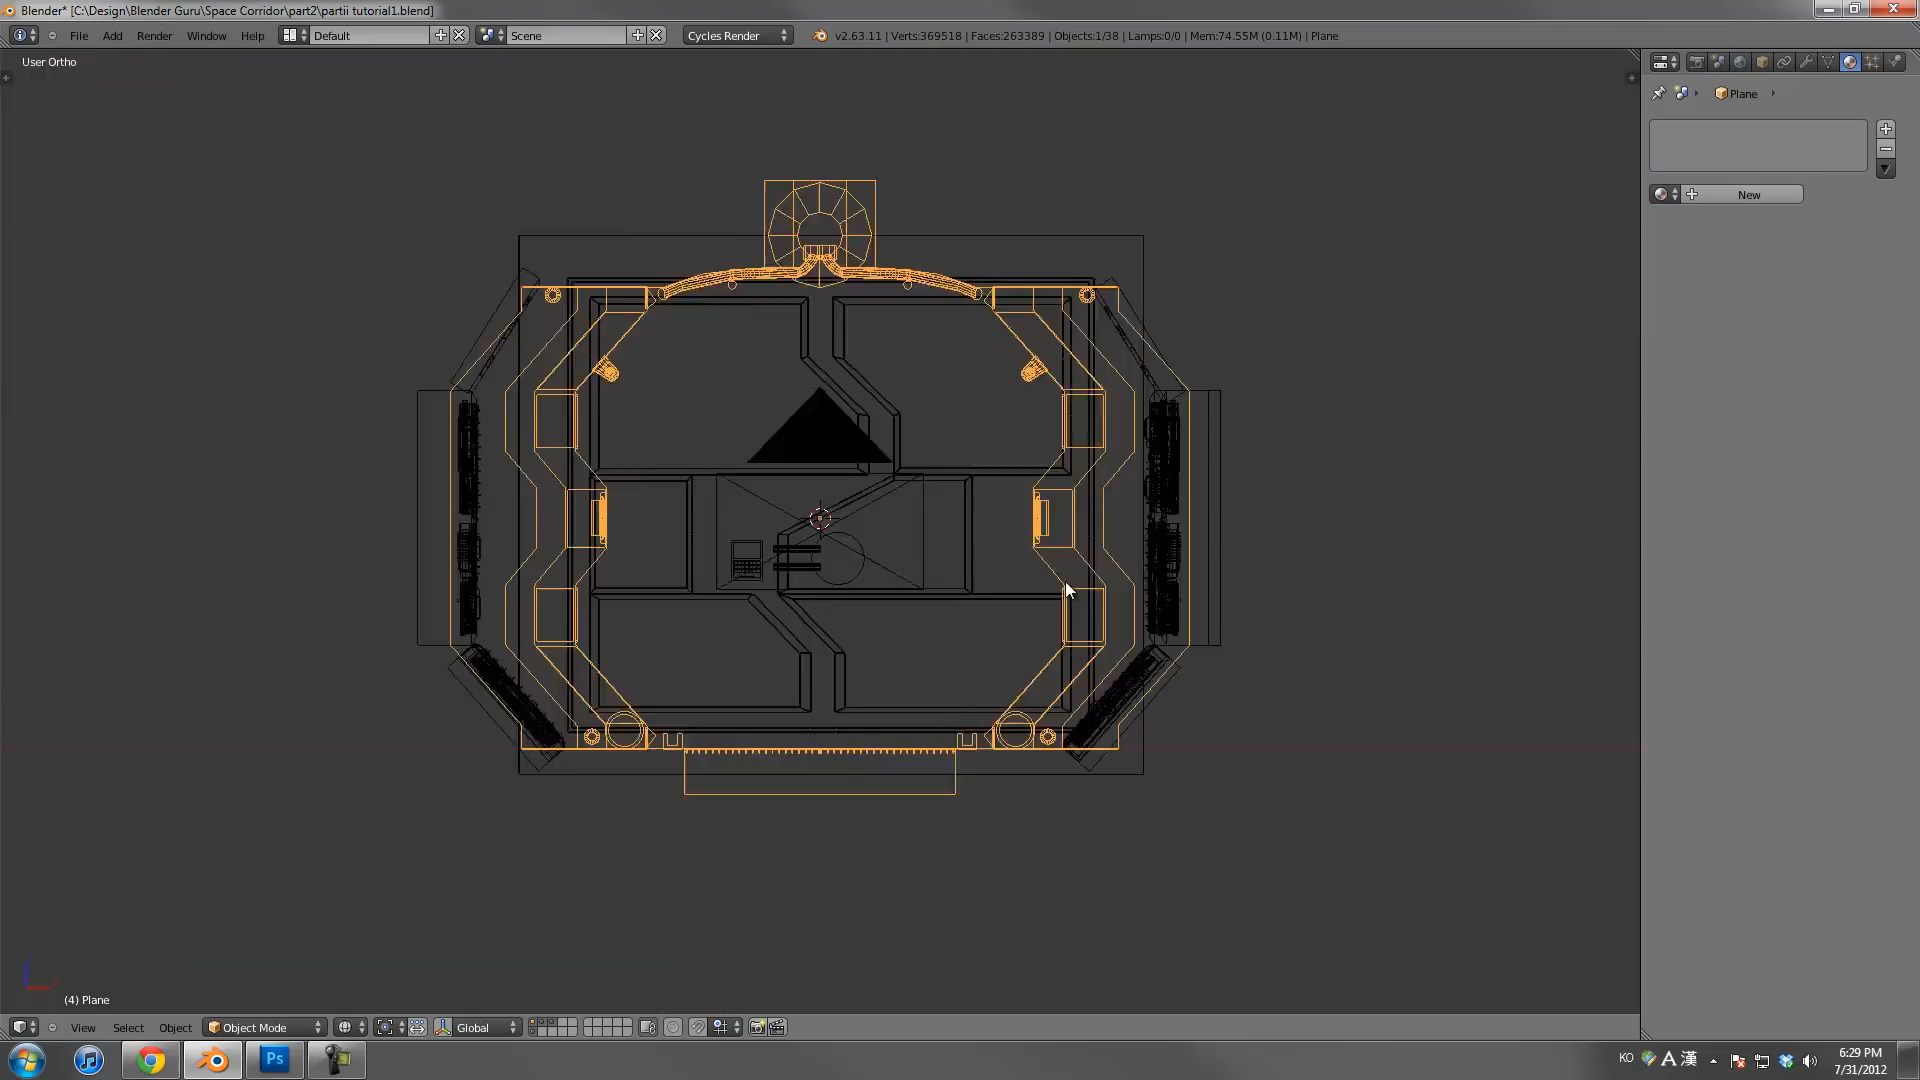 Blender* [C:\Design\Blender Guru\Space Corridor\part2\partii tutorial1.blend]
File Add Render Window Help Default Scene Cycles Render v2.63.11 | Verts:369518 | Faces:263389 | Objects:1/38 | Lamps:0/0 | Mem:74.55M (0.11M) | Plane
User Ortho
Plane
New
(4) Plane
View Select Object Object Mode Global
Ps KO A 漢 6:29 PM
7/31/2012